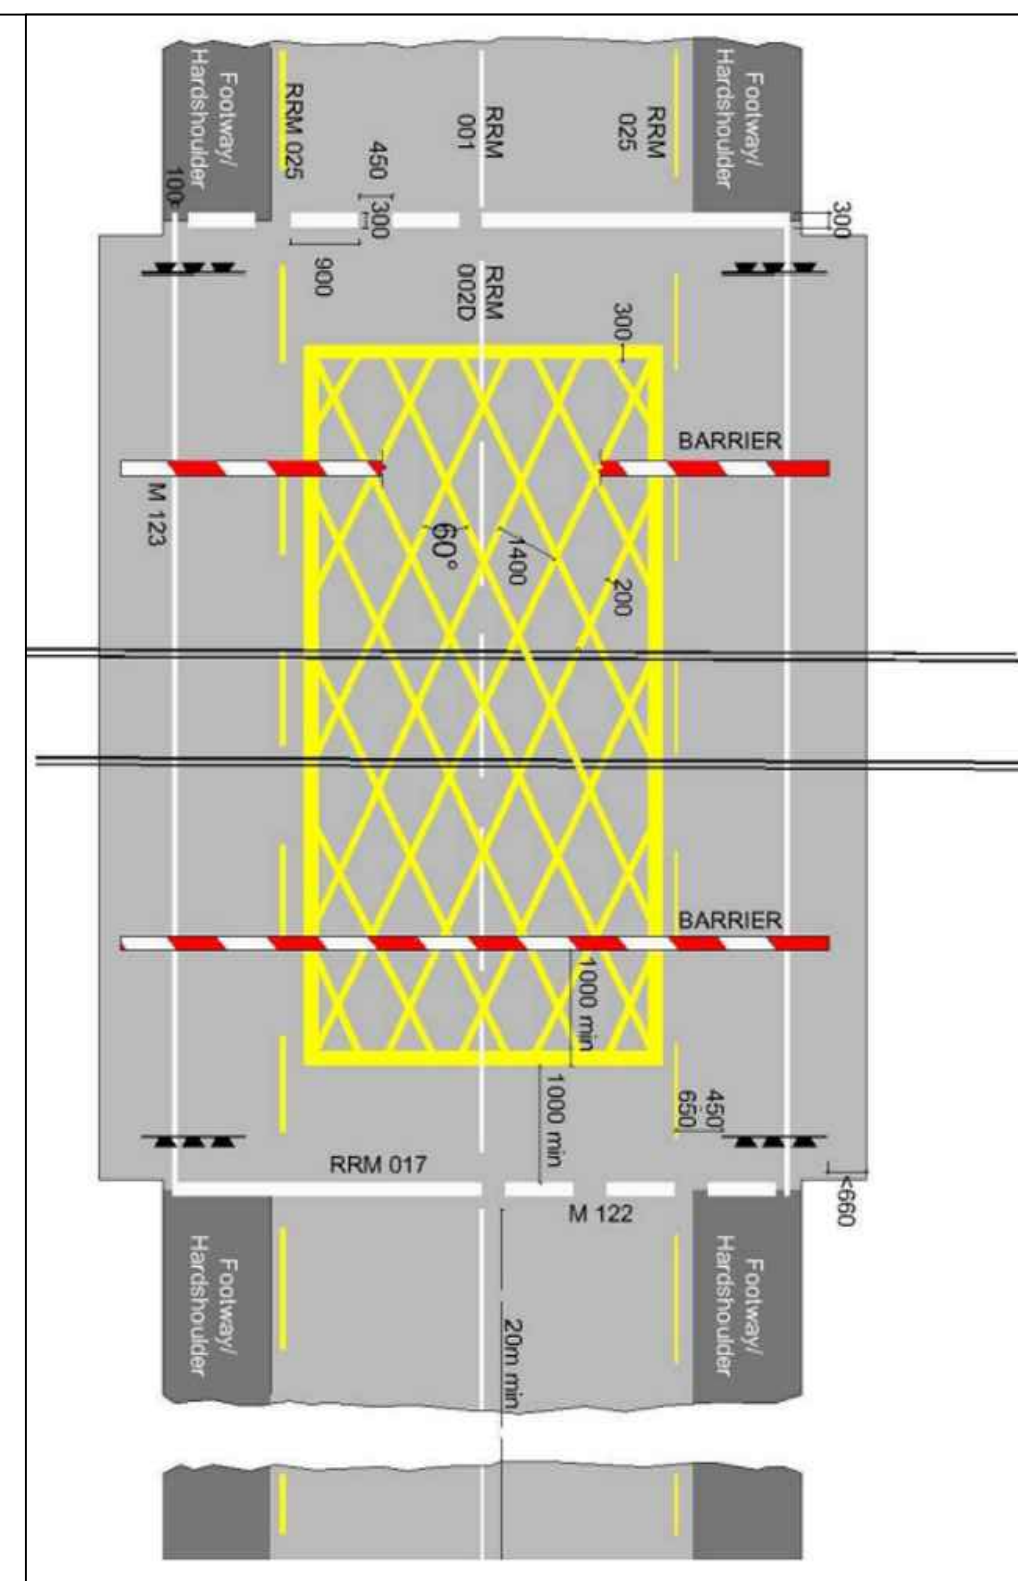 Footway/
Hardshoulder
RRM 025
450
RRM
001
RRM
025
Footway/
Hardshoulder
100
300
300
900
RRM
002D
300
BARRIER
M 123
60°
1400
200
BARRIER
1000 min
1000 min
450
650
RRM 017
M 122
<660
Footway/
Hardshoulder
20m min
Footway/
Hardshoulder